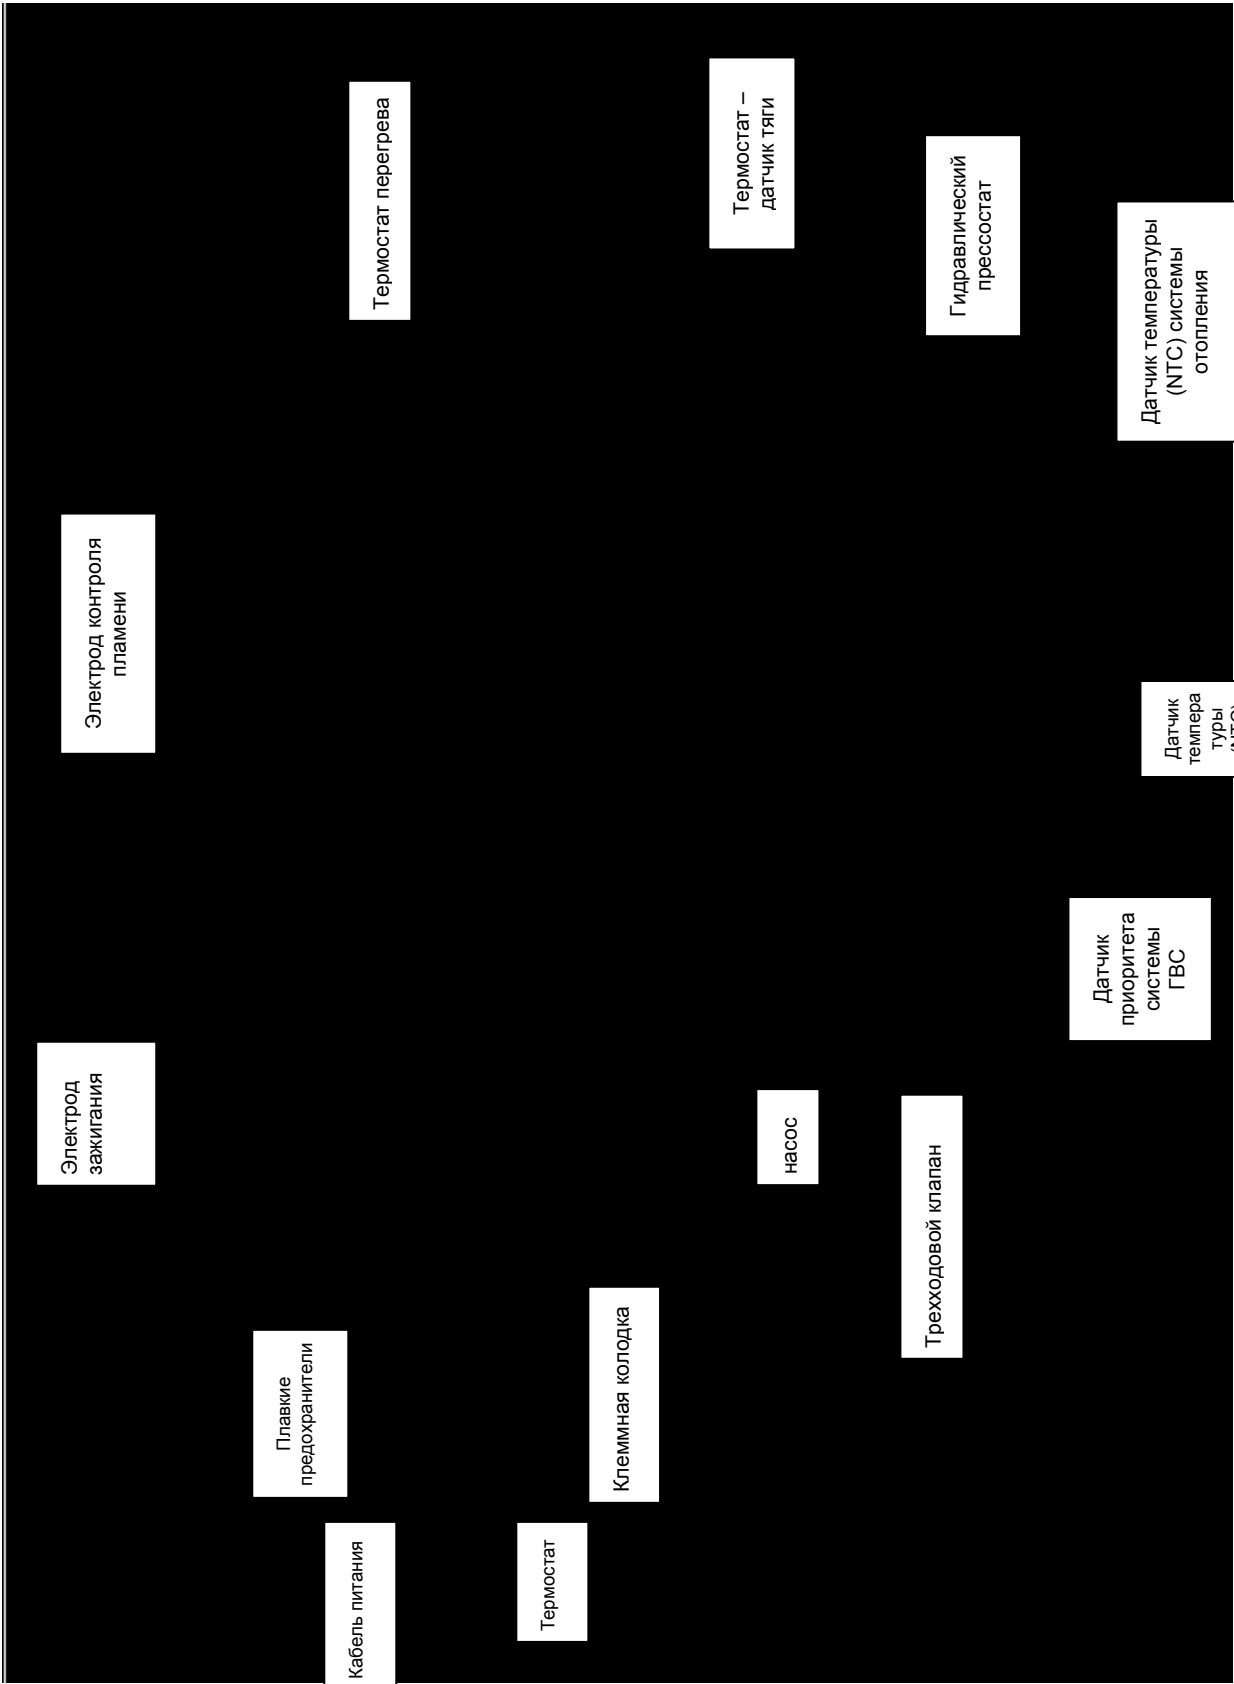 Электрод
зажигания
Электрод контроля
пламени
Плавкие
предохранители
Кабель питания
Термостат перегрева
Термостат
Клеммная колодка
Термостат –
датчик тяги
насос
Трехходовой клапан
Гидравлический
прессостат
Датчик
приоритета
системы
ГВС
Датчик температуры
(NTC) системы
отопления
Датчик
темпера
туры
(NTC)